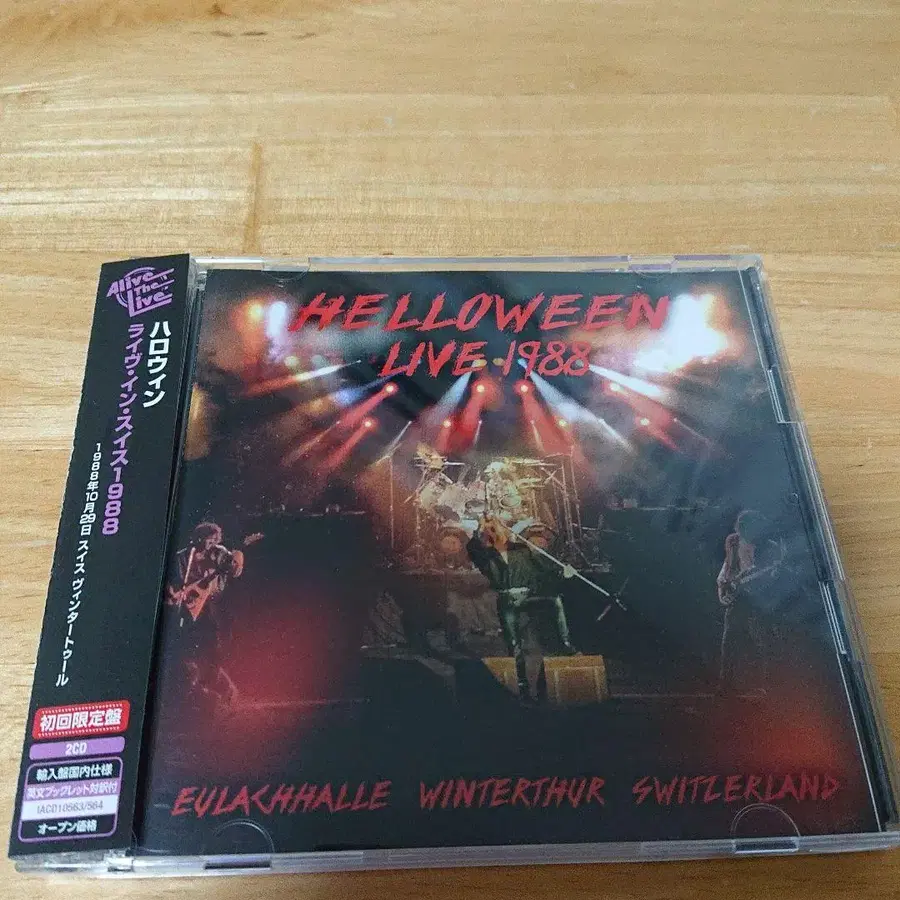 Alive
The
Live
ハロウィン
ライヴ・イン・スイス1988
1988年10月29日 スイス ヴィンタートゥール
初回限定盤
2CD
輸入盤国内仕様
英文ブックレット対訳付
IACD10563/564
オープン価格
HELLOWEEN
LIVE 1988
EULACHHALLE WINTERTHUR SWITZERLAND